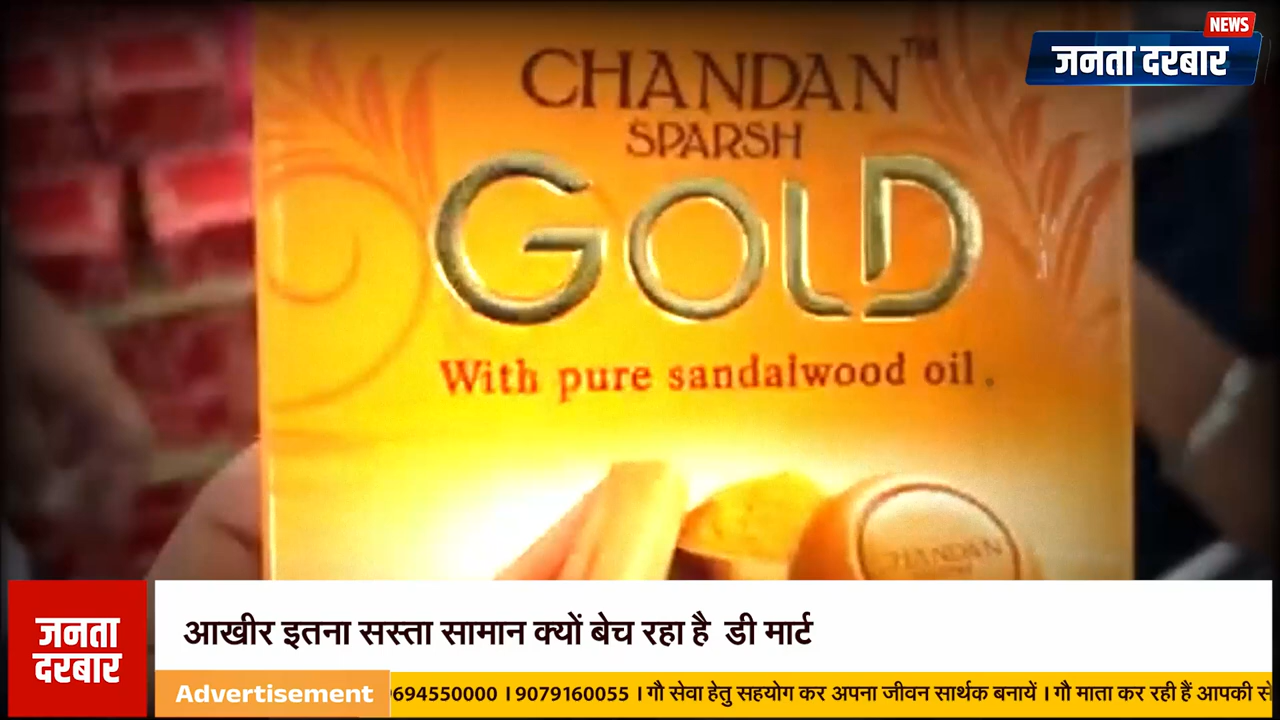 NEWS
जनता दरबार
CHANDAN™
SPARSH
GOLD
With pure sandalwood oil.
CHANDAN
जनता
दरबार
आखीर इतना सस्ता सामान क्यों बेच रहा है डी मार्ट
Advertisement
9694550000 । 9079160055 । गौ सेवा हेतु सहयोग कर अपना जीवन सार्थक बनायें । गौ माता कर रही हैं आपकी से